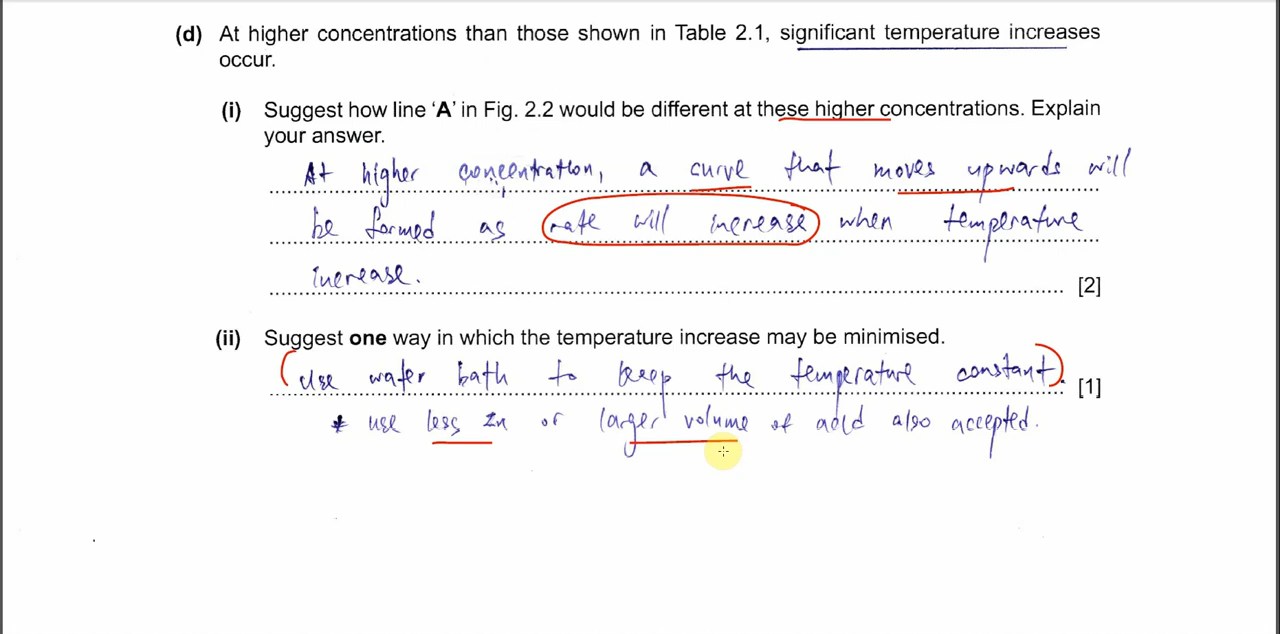 (d) At higher concentrations than those shown in Table 2.1, significant temperature increases
occur.
(i) Suggest how line 'A' in Fig. 2.2 would be different at these higher concentrations. Explain
your answer.
At higher concentration, a curve that moves upwards will
be formed as rate will increase when temperature
increase.
[2]
(ii) Suggest one way in which the temperature increase may be minimised.
(Use water bath to keep the temperature constant).
[1]
* use less Zn or larger volume of acid also accepted.